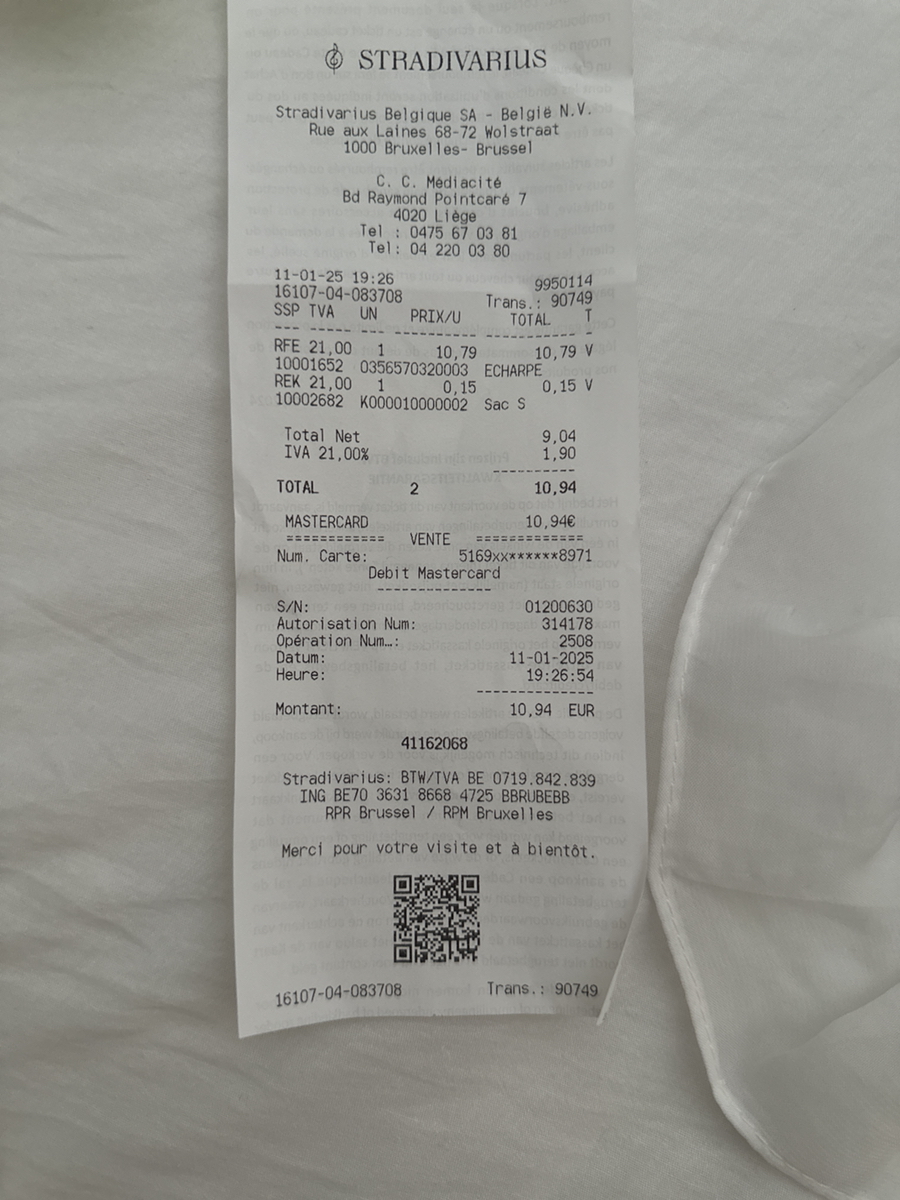 STRADIVARIUS
Stradivarius Belgique SA - België N.V.
Rue aux Laines 68-72 Wolstraat
1000 Bruxelles- Brussel
C. C. Médiacité
Bd Raymond Pointcaré 7
4020 Liège
Tel : 0475 67 03 81
Tel: 04 220 03 80
11-01-25 19:26 9950114
16107-04-083708 Trans.: 90749
SSP TVA UN PRIX/U TOTAL T
--- --- --- ---------- ---------- -
RFE 21,00 1 10,79 10,79 V
10001652 0356570320003 ECHARPE
REK 21,00 1 0,15 0,15 V
10002682 K000010000002 Sac S
Total Net 9,04
IVA 21,00% 1,90
----------
TOTAL 2 10,94
MASTERCARD 10,94€
============ VENTE =============
Num. Carte: 5169xx******8971
Debit Mastercard
--------------
S/N: 01200630
Autorisation Num: 314178
Opération Num…: 2508
Datum: 11-01-2025
Heure: 19:26:54
--------------
Montant: 10,94 EUR
41162068
Stradivarius: BTW/TVA BE 0719.842.839
ING BE70 3631 8668 4725 BBRUBEBB
RPR Brussel / RPM Bruxelles
Merci pour votre visite et à bientôt.
16107-04-083708 Trans.: 90749